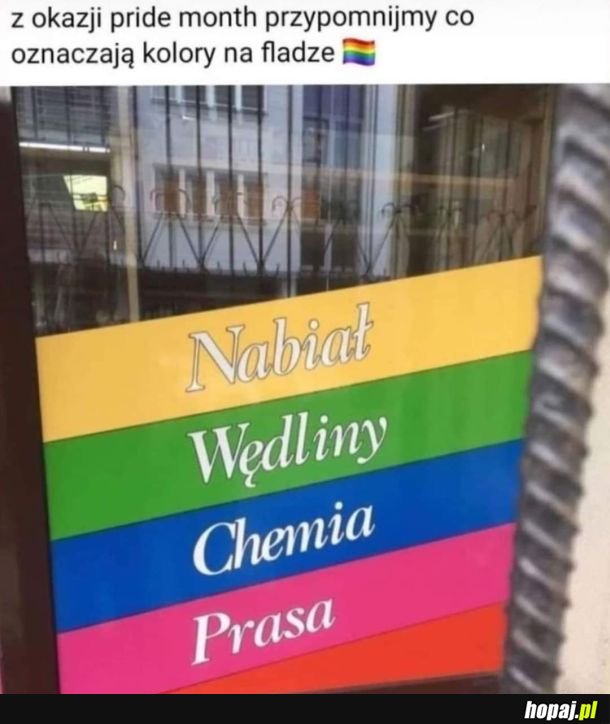 z okazji pride month przypomnijmy co
oznaczają kolory na fladze 🏳️‍🌈
Nabiał
Wędliny
Chemia
Prasa
hopaj.pl